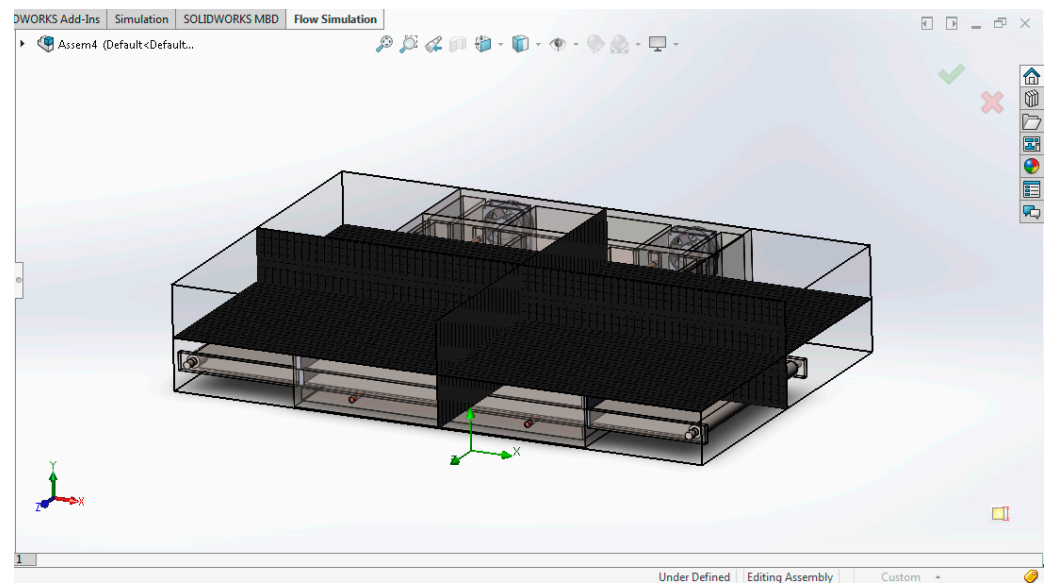 DWORKS Add-Ins Simulation SOLIDWORKS MBD Flow Simulation
Assem4 (Default<Default...
Y
X
Z
Y
X
Z
1
Under Defined Editing Assembly Custom